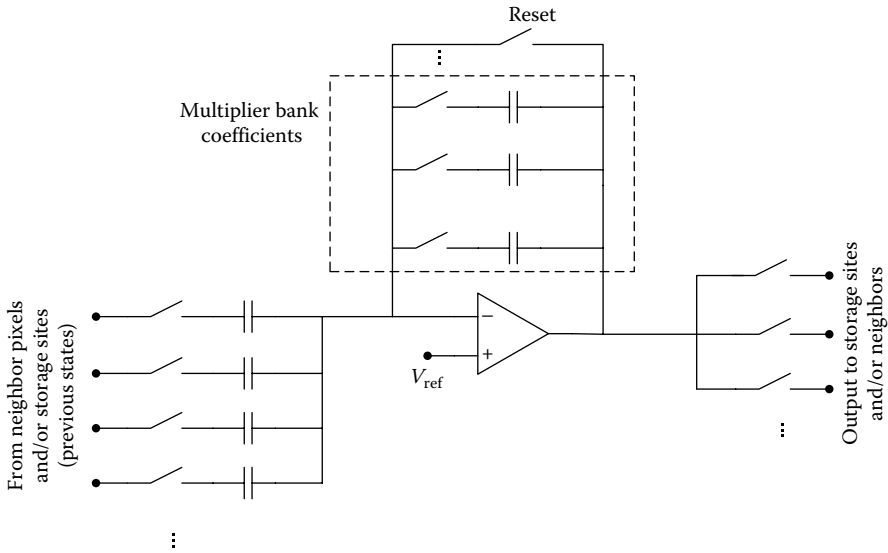 Reset
Multiplier bank
coefficients
From neighbor pixels
and/or storage sites
(previous states)
−
+
Vref
Output to storage sites
and/or neighbors